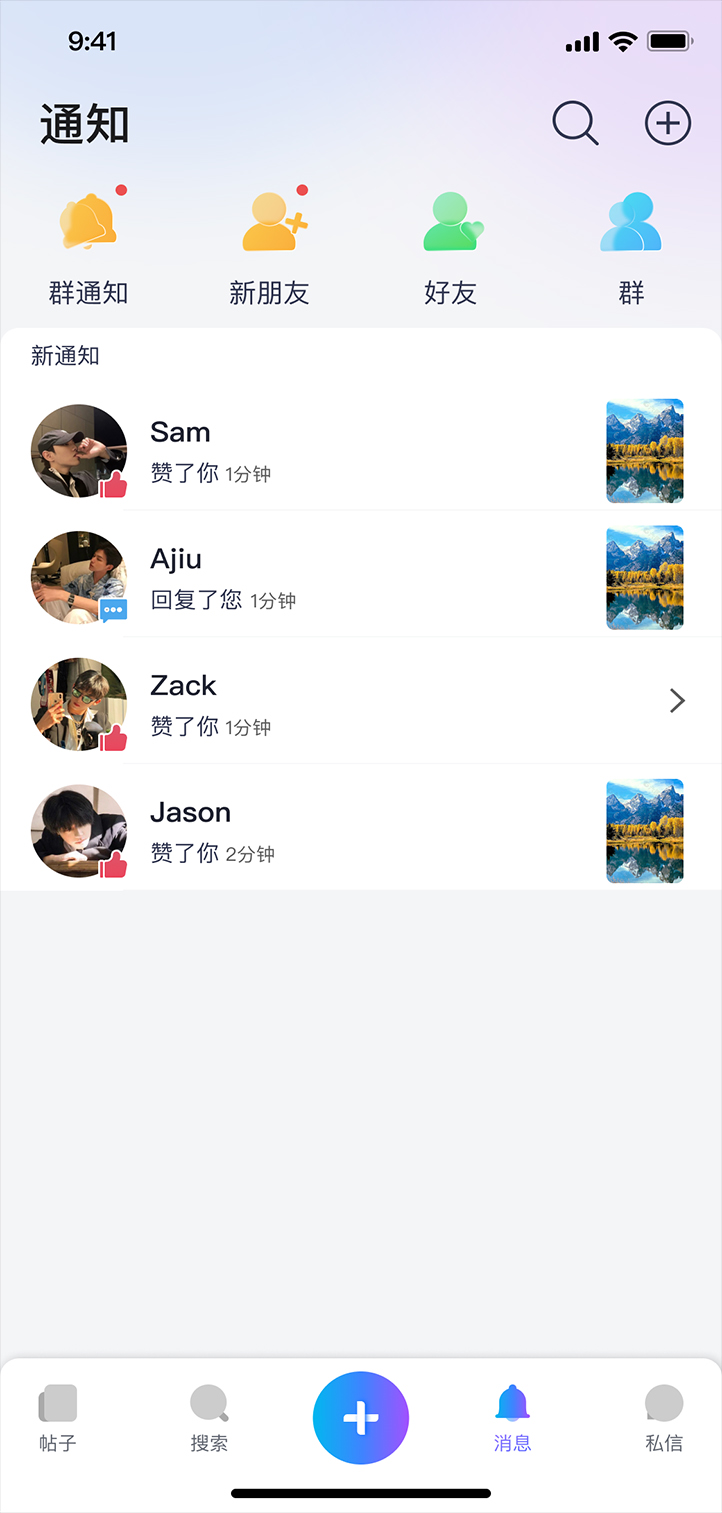 9:41
通知
群通知 新朋友 好友 群
新通知
Sam
赞了你 1分钟
Ajiu
回复了您 1分钟
Zack
赞了你 1分钟
Jason
赞了你 2分钟
帖子 搜索 消息 私信